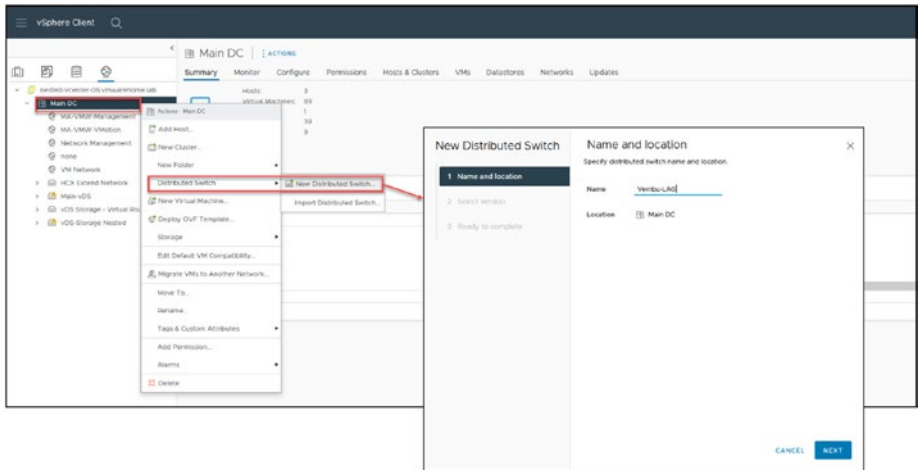 vSphere Client
Main DC
ACTIONS
Summary Monitor Configure Permissions Hosts & Clusters VMs Datastores Networks Updates
Hosts:
Virtual Machines: 89
Main DC
MA-VMW-Management
MA-VMW-VMotion
Network Management
none
VM Network
HCX Extend Network
Main-vDS
vDS Storage - Virtual
vDS-Storage-Nested
Actions - Main DC
Add Host...
New Cluster...
New Folder
Distributed Switch
New Virtual Machine...
Deploy OVF Template...
Storage
Edit Default VM Compatibility...
Migrate VMs to Another Network...
Move To...
Rename...
Tags & Custom Attributes
Add Permission...
Alarms
Delete
New Distributed Switch...
Import Distributed Switch...
New Distributed Switch
1 Name and location
2 Select version
3 Ready to complete
Name and location
Specify distributed switch name and location.
Name Vembu-LAG
Location Main DC
CANCEL NEXT